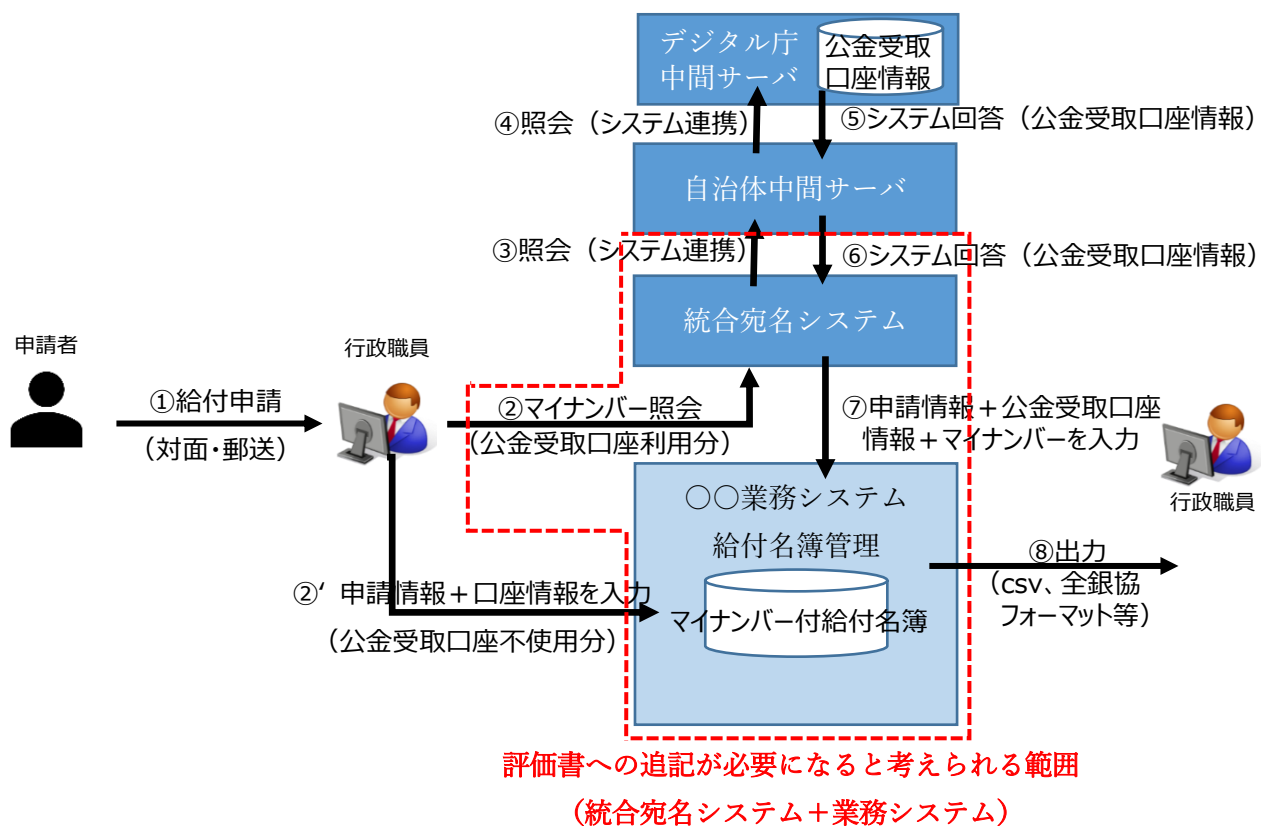 デジタル庁
中間サーバ
公金受取
口座情報
④照会（システム連携）
⑤システム回答（公金受取口座情報）
自治体中間サーバ
③照会（システム連携）
⑥システム回答（公金受取口座情報）
統合宛名システム
申請者
行政職員
①給付申請
（対面・郵送）
②マイナンバー照会
（公金受取口座利用分）
⑦申請情報＋公金受取口座
情報＋マイナンバーを入力
行政職員
〇〇業務システム
給付名簿管理
マイナンバー付給付名簿
②‘ 申請情報＋口座情報を入力
（公金受取口座不使用分）
⑧出力
（csv、全銀協
フォーマット等）
評価書への追記が必要になると考えられる範囲
（統合宛名システム＋業務システム）